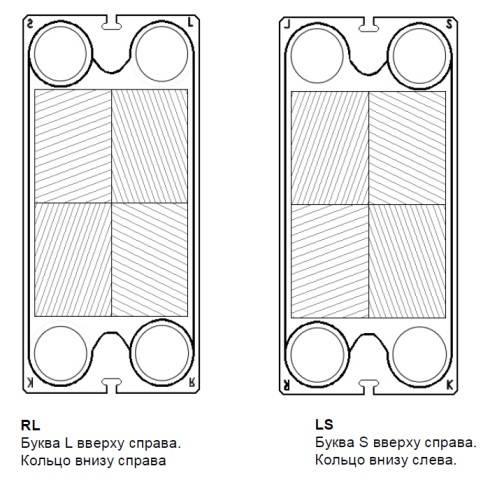 S L
K R
RL
Буква L вверху справа.
Кольцо внизу справа
L S
R K
LS
Буква S вверху справа.
Кольцо внизу слева.